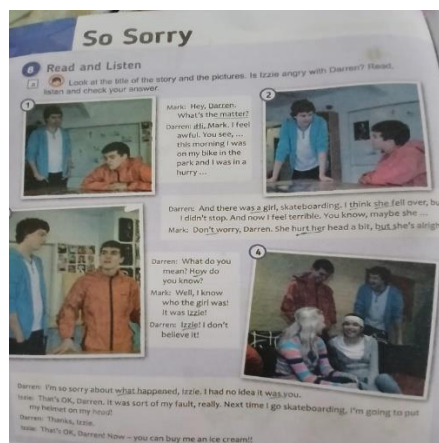 So Sorry
6 Read and Listen
a Look at the title of the story and the pictures. Is Izzie angry with Darren? Read,
listen and check your answer.
1
Mark: Hey, Darren.
What's the matter?
Darren: Hi, Mark. I feel
awful. You see, ...
this morning I was
on my bike in the
park and I was in a
hurry ...
2
Darren: And there was a girl, skateboarding. I think she fell over, bu
I didn't stop. And now I feel terrible. You know, maybe she ...
Mark: Don't worry, Darren. She hurt her head a bit, but she's alrigh
Darren: What do you
mean? How do
you know?
Mark: Well, I know
who the girl was!
It was Izzie!
Darren: Izzie! I don't
believe it!
4
Darren: I'm so sorry about what happened, Izzie. I had no idea it was you.
Izzie: That's OK, Darren. It was sort of my fault, really. Next time I go skateboarding, I'm going to put
my helmet on my head!
Darren: Thanks, Izzie.
Izzie: That's OK, Darren! Now – you can buy me an ice cream!!